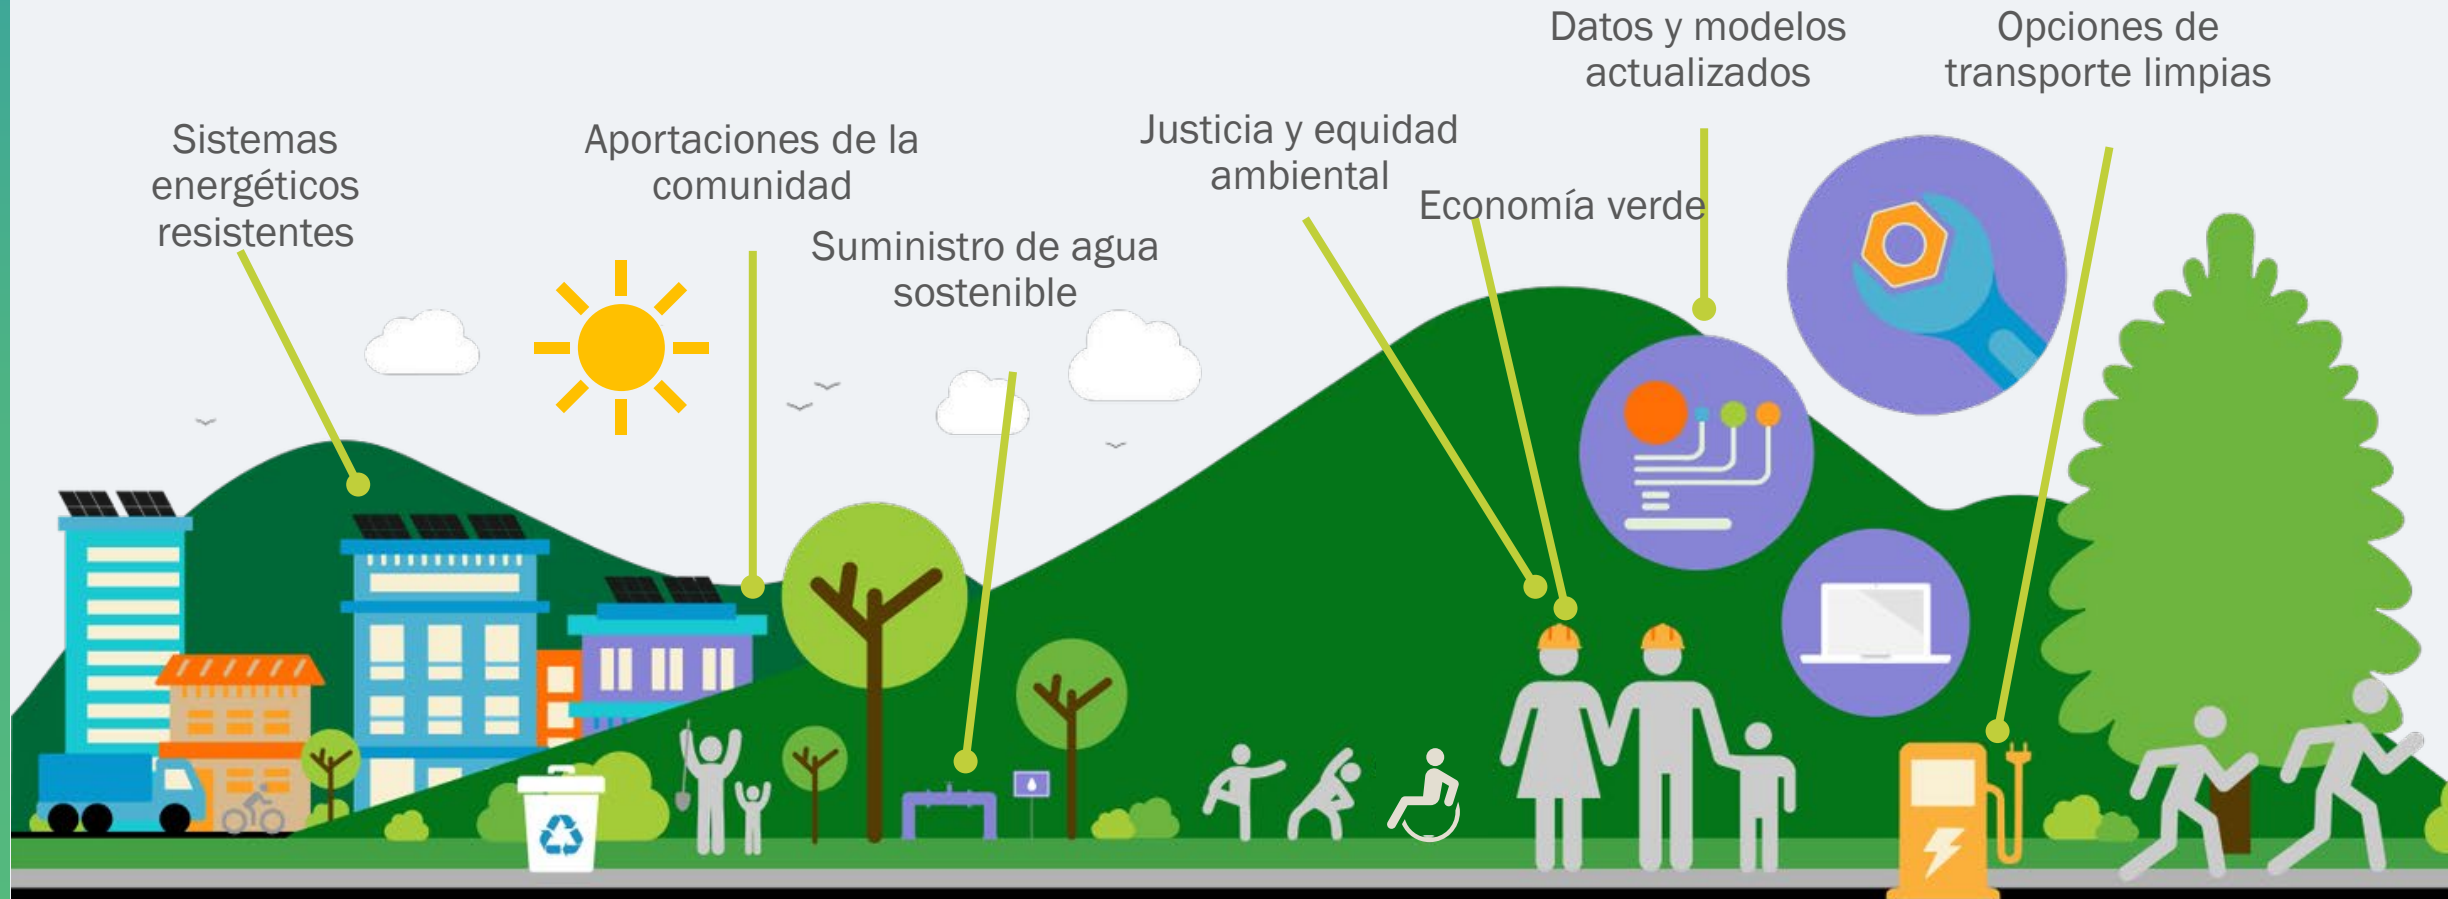 Sistemas
energéticos
resistentes
Aportaciones de la
comunidad
Suministro de agua
sostenible
Justicia y equidad
ambiental
Economía verde
Datos y modelos
actualizados
Opciones de
transporte limpias